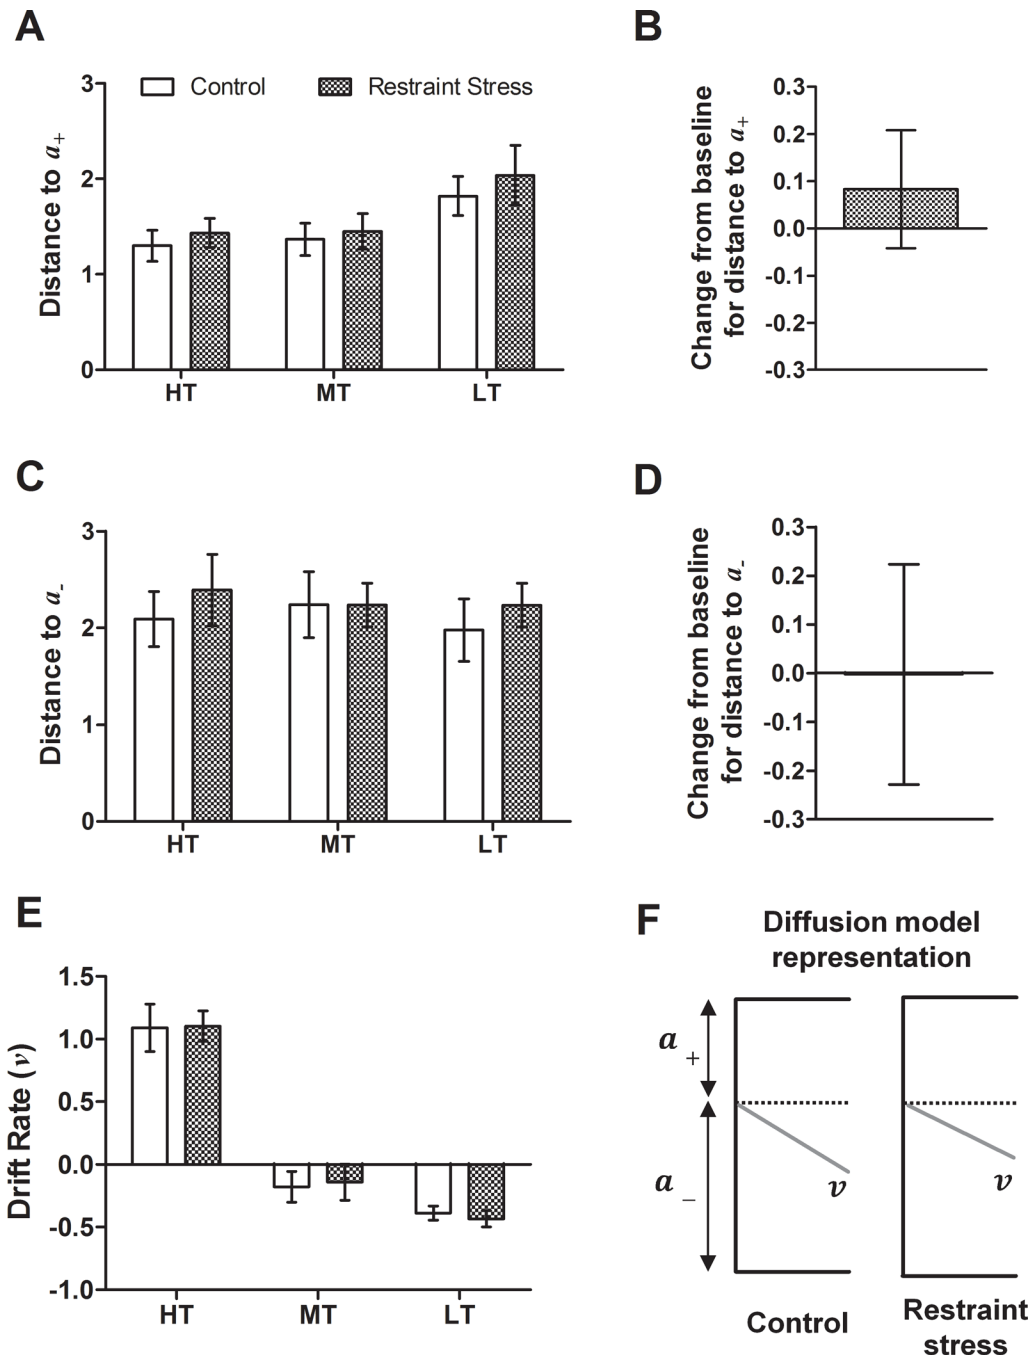 A
B
Control
Restraint Stress
Distance to a+
3
2
1
0
HT
MT
LT
Change from baseline
for distance to a+
0.3
0.2
0.1
0.0
-0.1
-0.2
-0.3
C
D
Distance to a-
3
2
1
0
HT
MT
LT
Change from baseline
for distance to a-
0.3
0.2
0.1
0.0
-0.1
-0.2
-0.3
E
F
Drift Rate (v)
1.5
1.0
0.5
0.0
-0.5
-1.0
HT
MT
LT
Diffusion model
representation
a +
a −
v
v
Control
Restraint
stress